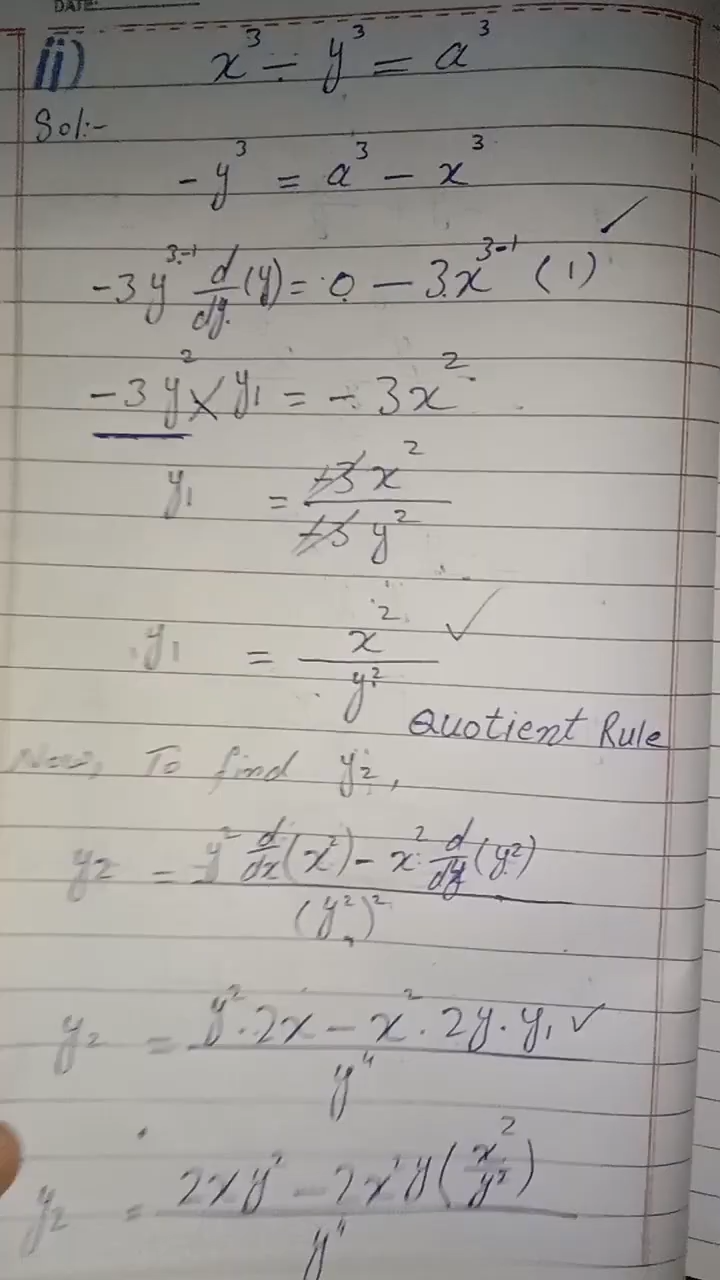 DATE:
ii) x³ - y³ = a³
Sol:-
-y³ = a³ - x³
-3y³⁻¹ d/dy (y) = 0 - 3x³⁻¹ (1) ✓
-3y² × y₁ = -3x²
y₁ = -3x² / -3y²
y₁ = x² / y² ✓
Quotient Rule
Now, To find y₂,
y₂ = y² d/dx (x²) - x² d/dy (y²) / (y²)²
y₂ = y² · 2x - x² · 2y · y₁ / y⁴ ✓
y₂ = 2xy² - 2x²y (x²/y²) / y⁴